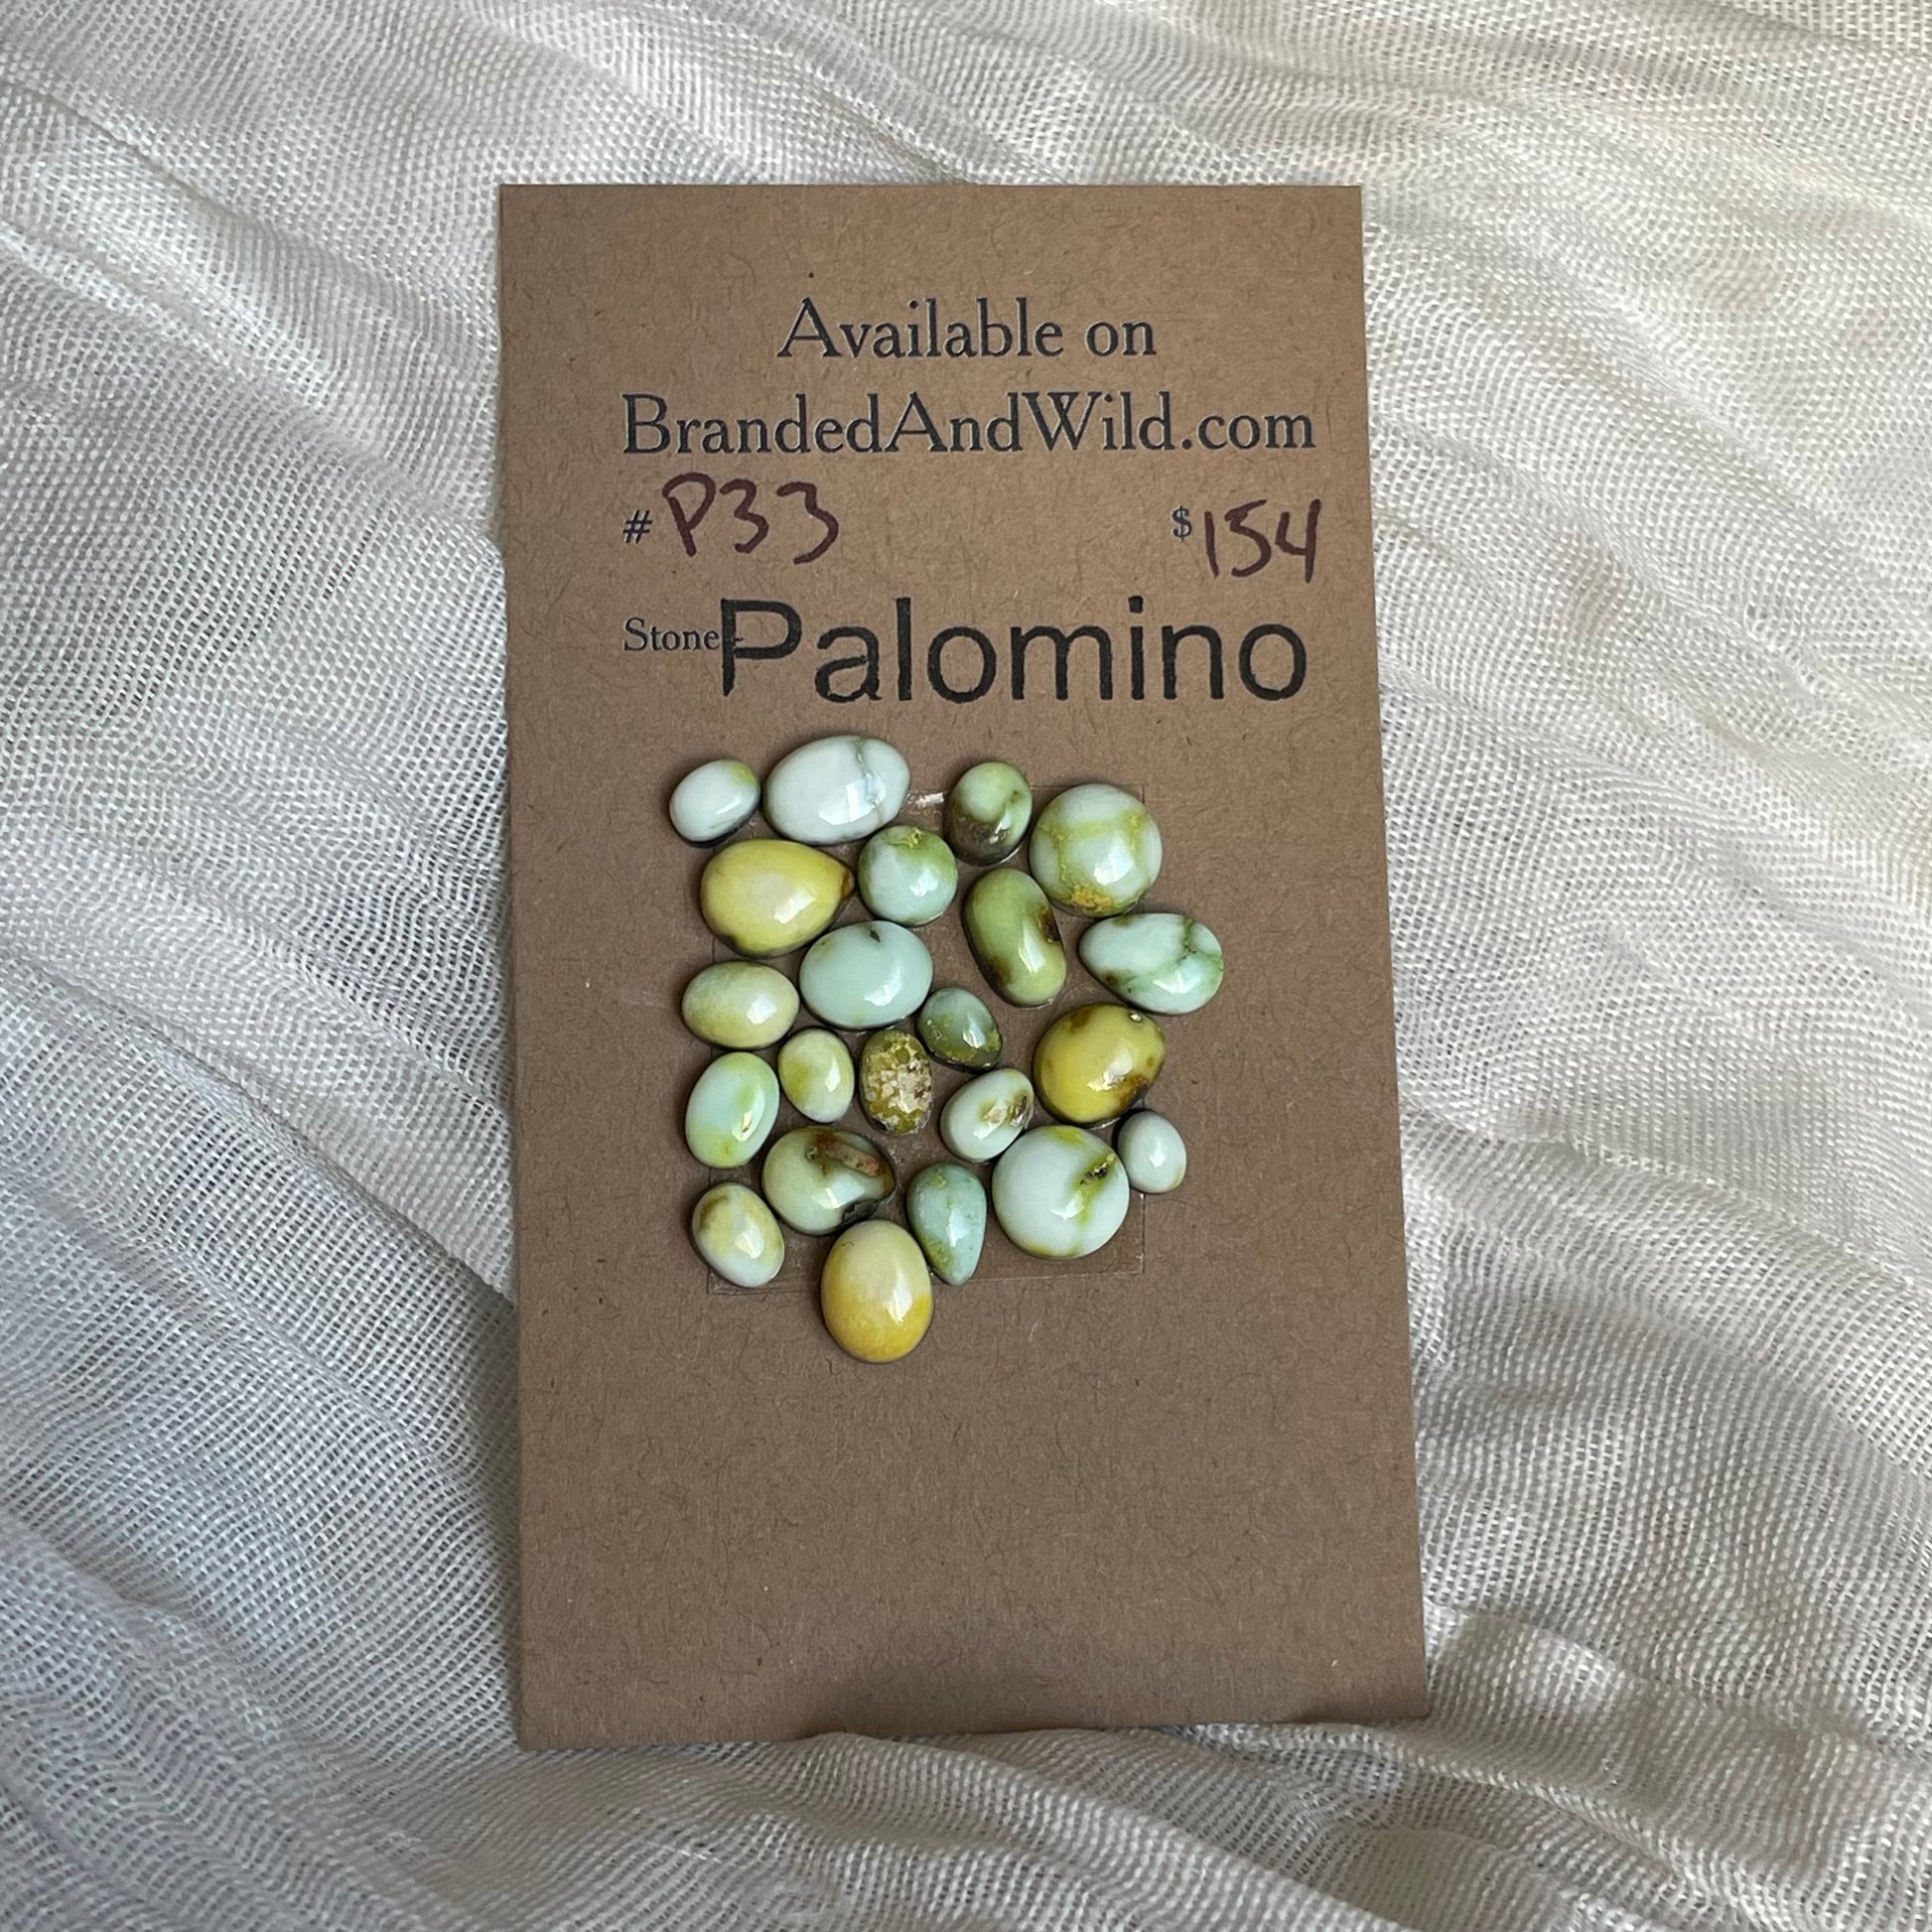 Available on
BrandedAndWild.com
# P33 $154
Stone Palomino